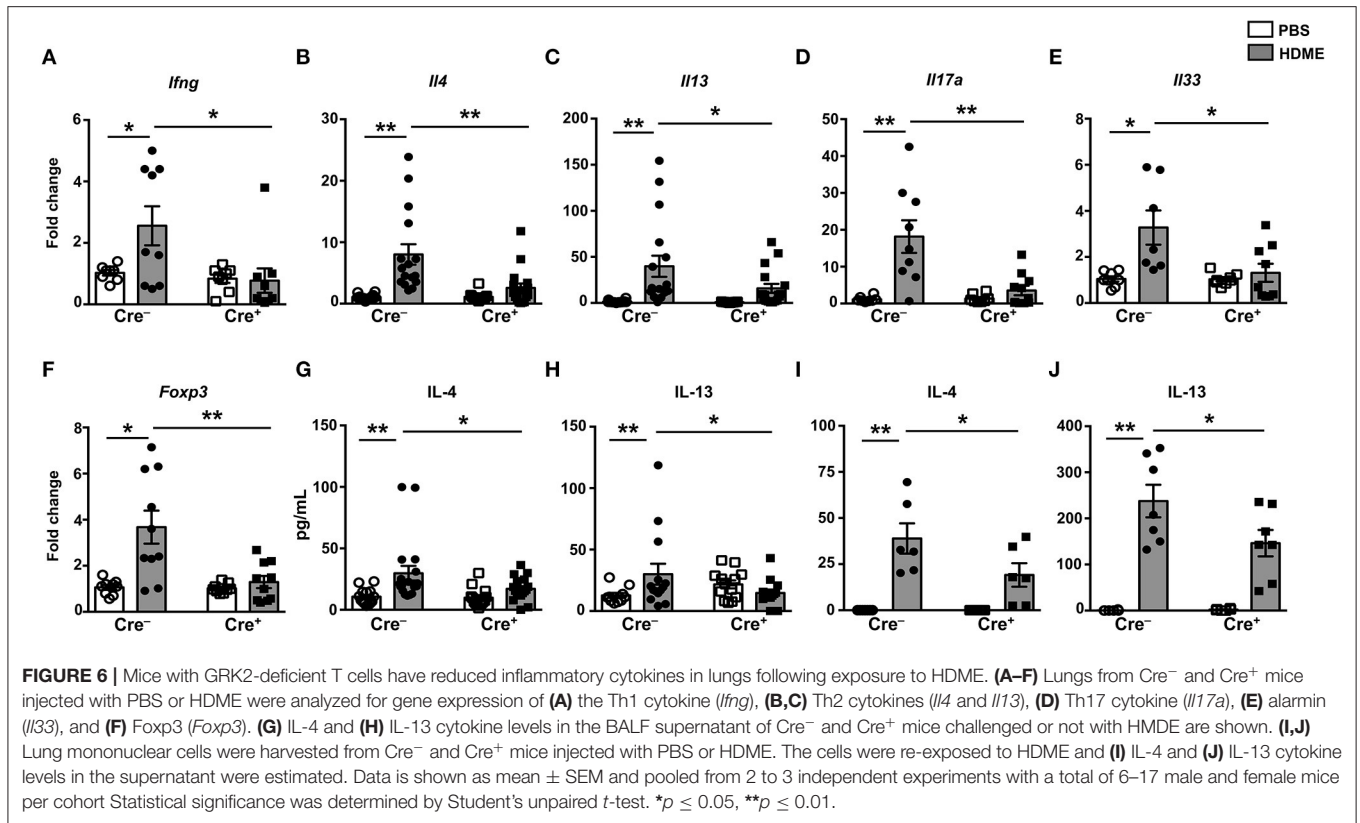 PBS
HDME
A
Ifng
Fold change
6
4
2
0
*
*
Cre⁻
Cre⁺
B
Il4
30
20
10
0
**
**
Cre⁻
Cre⁺
C
Il13
200
150
100
50
0
**
*
Cre⁻
Cre⁺
D
Il17a
50
40
30
20
10
0
**
**
Cre⁻
Cre⁺
E
Il33
8
6
4
2
0
*
*
Cre⁻
Cre⁺
F
Foxp3
Fold change
8
6
4
2
0
*
**
Cre⁻
Cre⁺
G
IL-4
pg/mL
150
100
50
0
**
*
Cre⁻
Cre⁺
H
IL-13
150
100
50
0
**
*
Cre⁻
Cre⁺
I
IL-4
100
75
50
25
0
**
*
Cre⁻
Cre⁺
J
IL-13
400
300
200
100
0
**
*
Cre⁻
Cre⁺
FIGURE 6 | Mice with GRK2-deficient T cells have reduced inflammatory cytokines in lungs following exposure to HDME. (A–F) Lungs from Cre⁻ and Cre⁺ mice
injected with PBS or HDME were analyzed for gene expression of (A) the Th1 cytokine (Ifng), (B,C) Th2 cytokines (Il4 and Il13), (D) Th17 cytokine (Il17a), (E) alarmin
(Il33), and (F) Foxp3 (Foxp3). (G) IL-4 and (H) IL-13 cytokine levels in the BALF supernatant of Cre⁻ and Cre⁺ mice challenged or not with HMDE are shown. (I,J)
Lung mononuclear cells were harvested from Cre⁻ and Cre⁺ mice injected with PBS or HDME. The cells were re-exposed to HDME and (I) IL-4 and (J) IL-13 cytokine
levels in the supernatant were estimated. Data is shown as mean ± SEM and pooled from 2 to 3 independent experiments with a total of 6–17 male and female mice
per cohort Statistical significance was determined by Student's unpaired t-test. *p ≤ 0.05, **p ≤ 0.01.